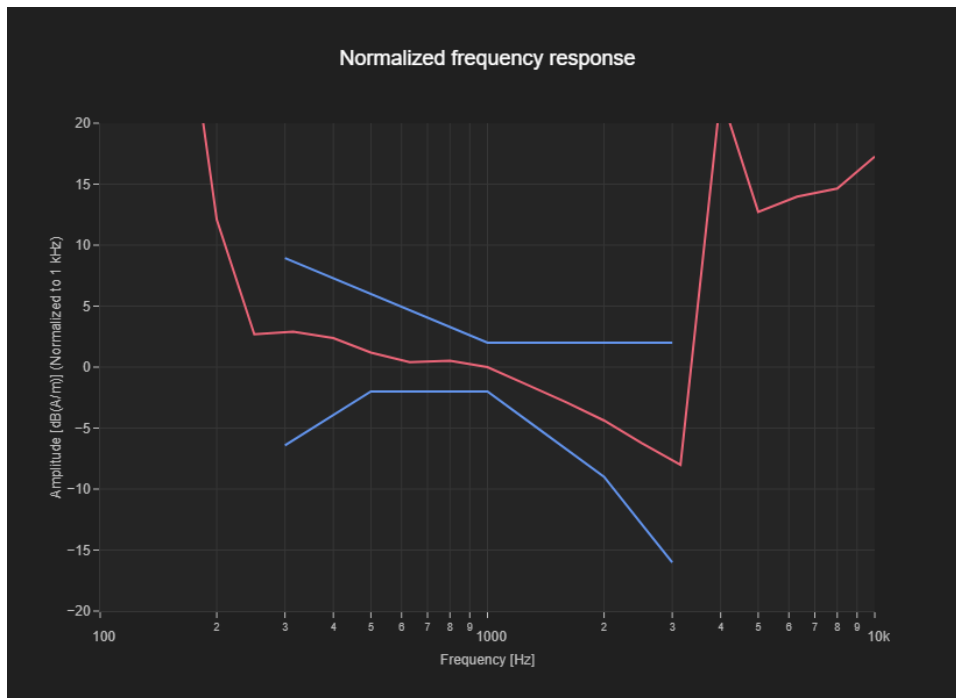 Normalized frequency response
Amplitude [dB(A/m)] (Normalized to 1 kHz)
20
15
10
5
0
−5
−10
−15
−20
2 3 4 5 6 7 8 9 2 3 4 5 6 7 8 9
100 1000 10k
Frequency [Hz]